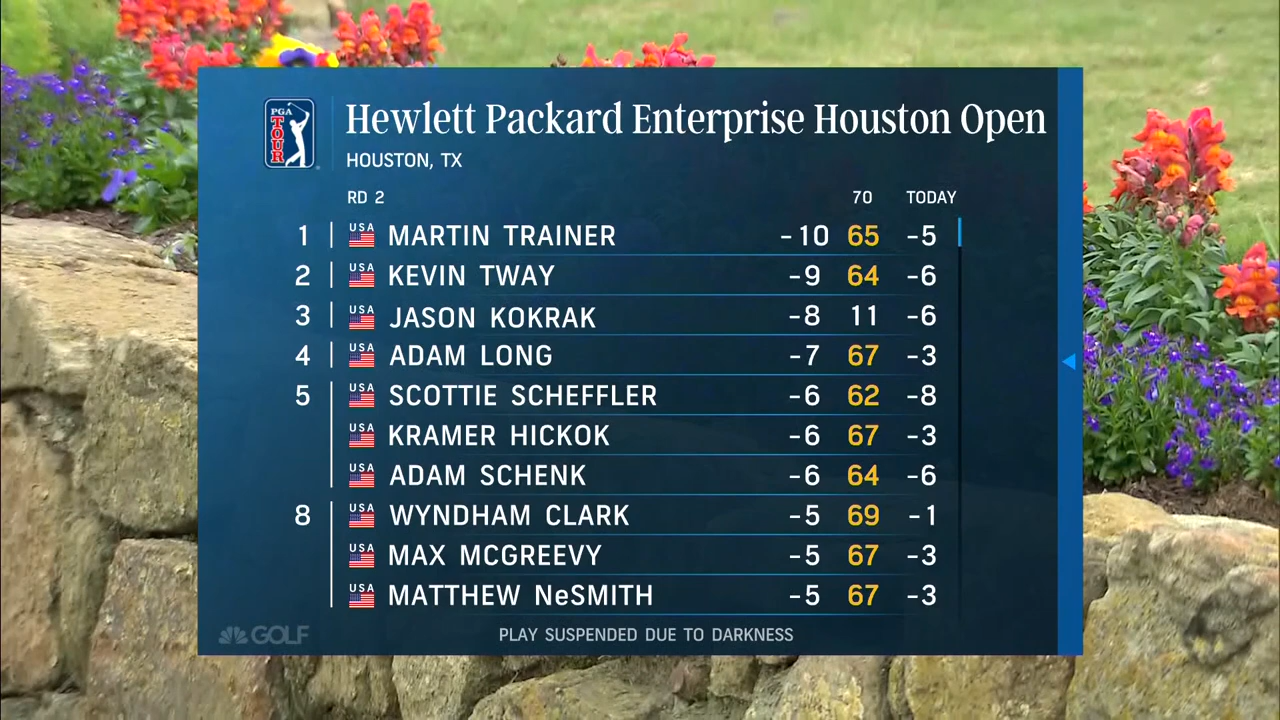 PGA TOUR
Hewlett Packard Enterprise Houston Open
HOUSTON, TX
RD 2 70 TODAY
1 USA MARTIN TRAINER -10 65 -5
2 USA KEVIN TWAY -9 64 -6
3 USA JASON KOKRAK -8 11 -6
4 USA ADAM LONG -7 67 -3
5 USA SCOTTIE SCHEFFLER -6 62 -8
USA KRAMER HICKOK -6 67 -3
USA ADAM SCHENK -6 64 -6
8 USA WYNDHAM CLARK -5 69 -1
USA MAX MCGREEVY -5 67 -3
USA MATTHEW NeSMITH -5 67 -3
GOLF PLAY SUSPENDED DUE TO DARKNESS